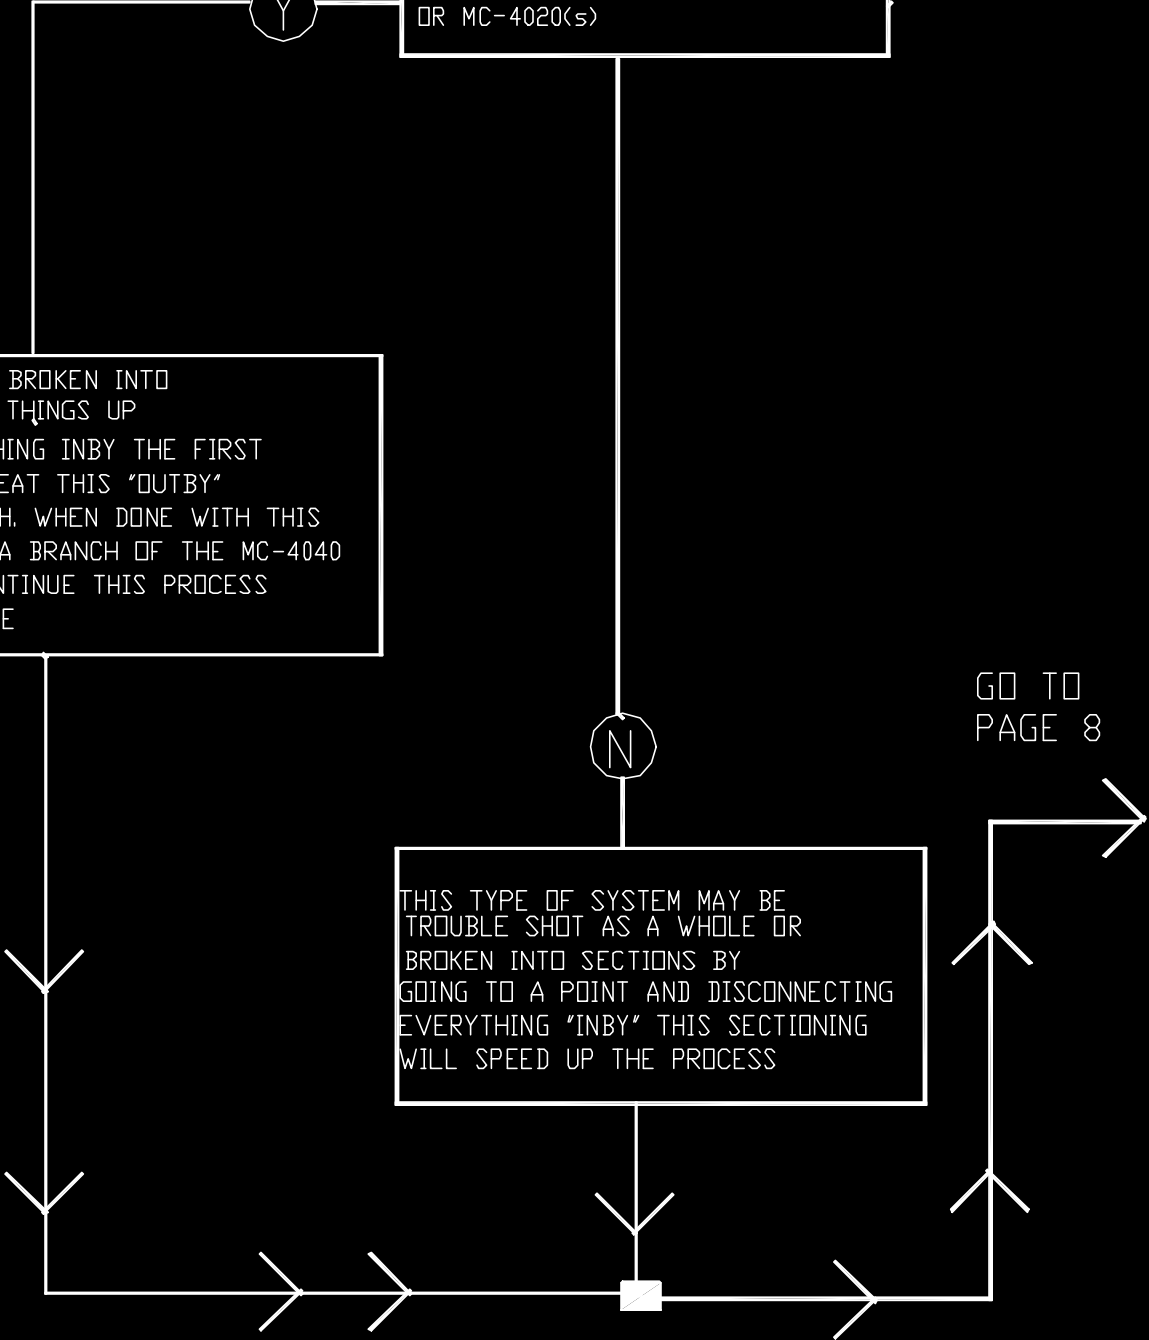 Y
OR MC-4020(s)
BROKEN INTO
THINGS UP
HING INBY THE FIRST
EAT THIS "OUTBY"
H. WHEN DONE WITH THIS
A BRANCH OF THE MC-4040
NTINUE THIS PROCESS
E
GO TO
PAGE 8
N
THIS TYPE OF SYSTEM MAY BE
TROUBLE SHOT AS A WHOLE OR
BROKEN INTO SECTIONS BY
GOING TO A POINT AND DISCONNECTING
EVERYTHING "INBY" THIS SECTIONING
WILL SPEED UP THE PROCESS